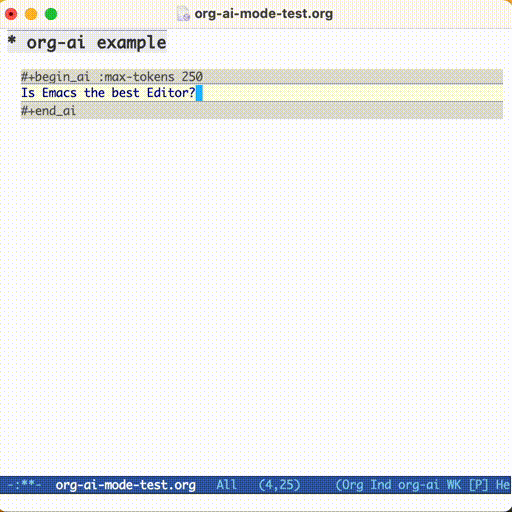 org-ai-mode-test.org
* org-ai example
#+begin_ai :max-tokens 250
Is Emacs the best Editor?
#+end_ai
-:**-  org-ai-mode-test.org   All   (4,25)     (Org Ind org-ai WK [P] He